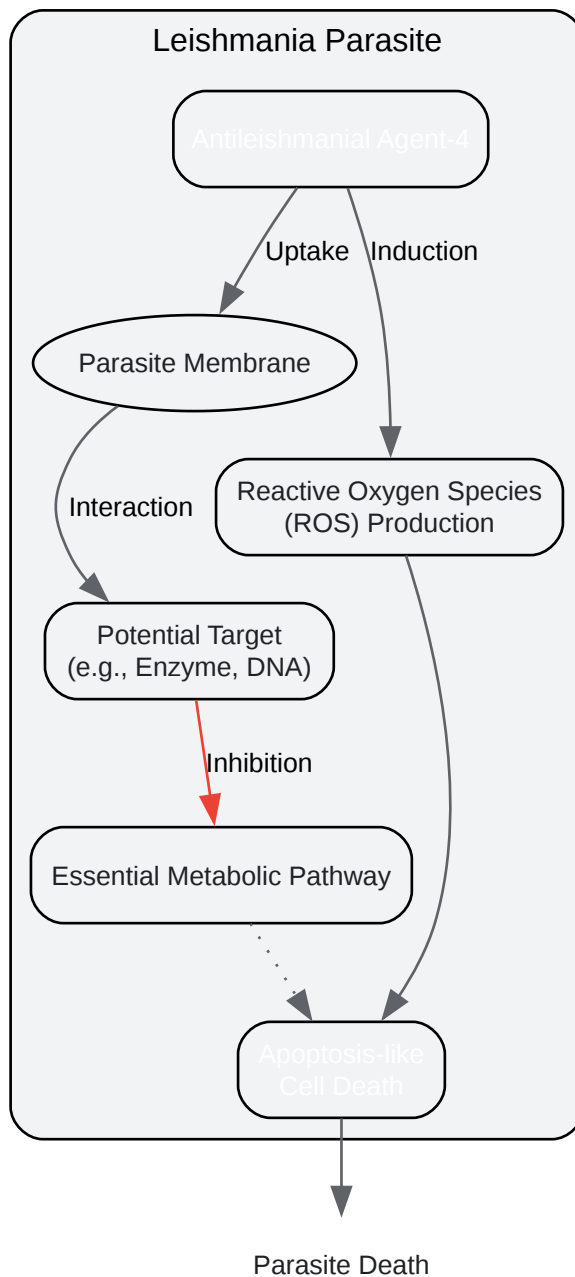 Leishmania Parasite
Antileishmanial Agent-4
Uptake
Induction
Parasite Membrane
Interaction
Reactive Oxygen Species
(ROS) Production
Potential Target
(e.g., Enzyme, DNA)
Inhibition
Essential Metabolic Pathway
Apoptosis-like
Cell Death
Parasite Death